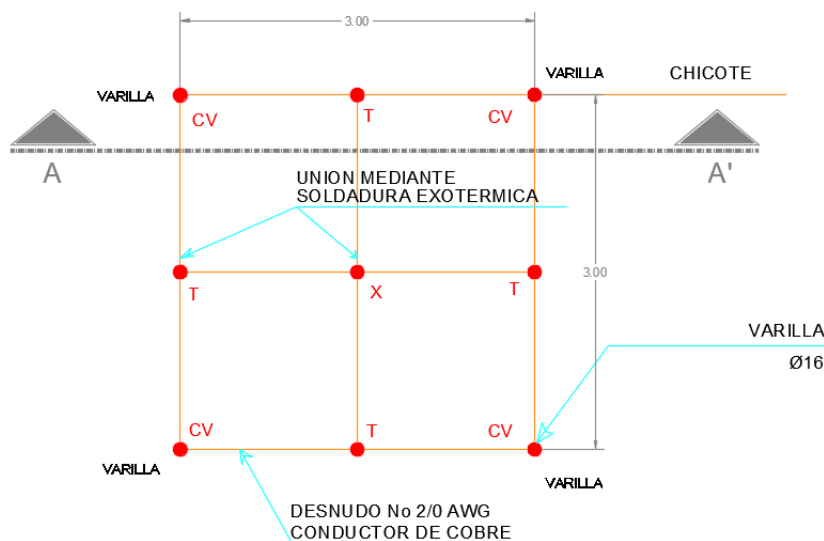 3.00
VARILLA
VARILLA
CHICOTE
CV
T
CV
A
A'
UNION MEDIANTE
SOLDADURA EXOTERMICA
T
X
T
3.00
VARILLA
Ø16
CV
T
CV
VARILLA
VARILLA
DESNUDO No 2/0 AWG
CONDUCTOR DE COBRE